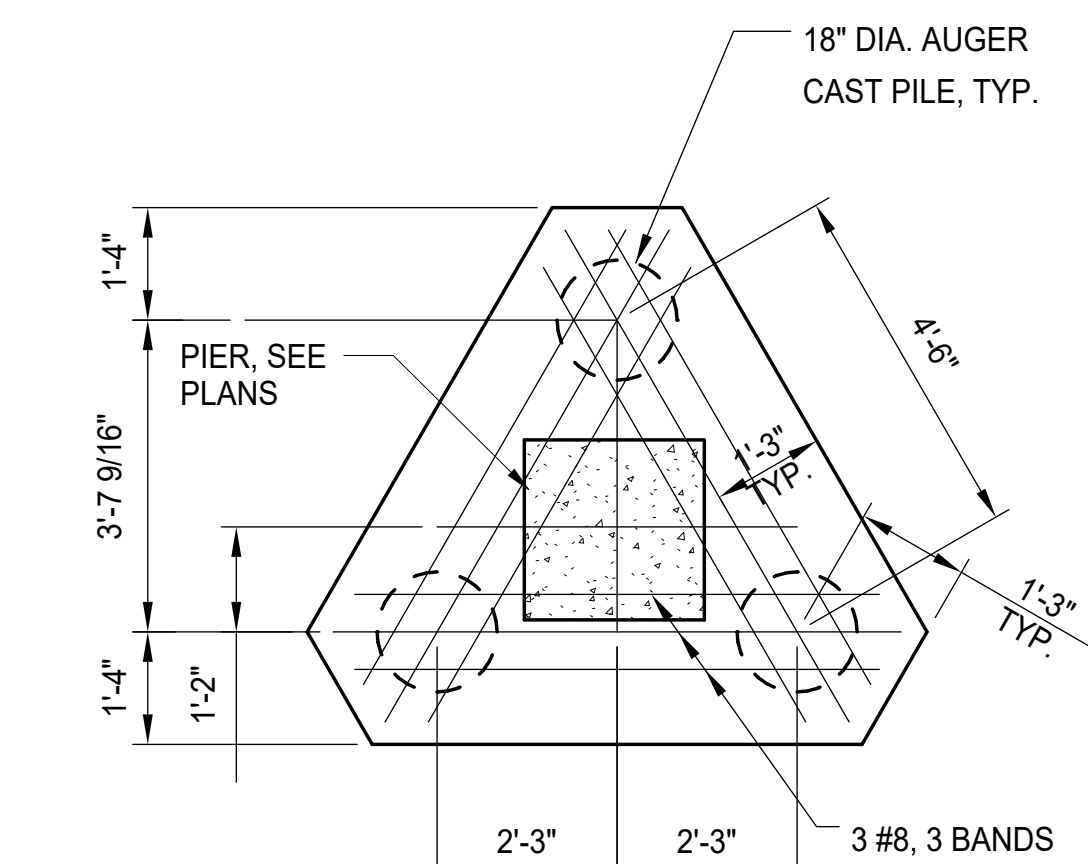 18" DIA. AUGER
CAST PILE, TYP.
1'-4"
4'-6"
PIER, SEE
PLANS
3'-7 9/16"
1'-3"
TYP.
1'-3"
TYP.
1'-4"
1'-2"
2'-3"
2'-3"
3 #8, 3 BANDS